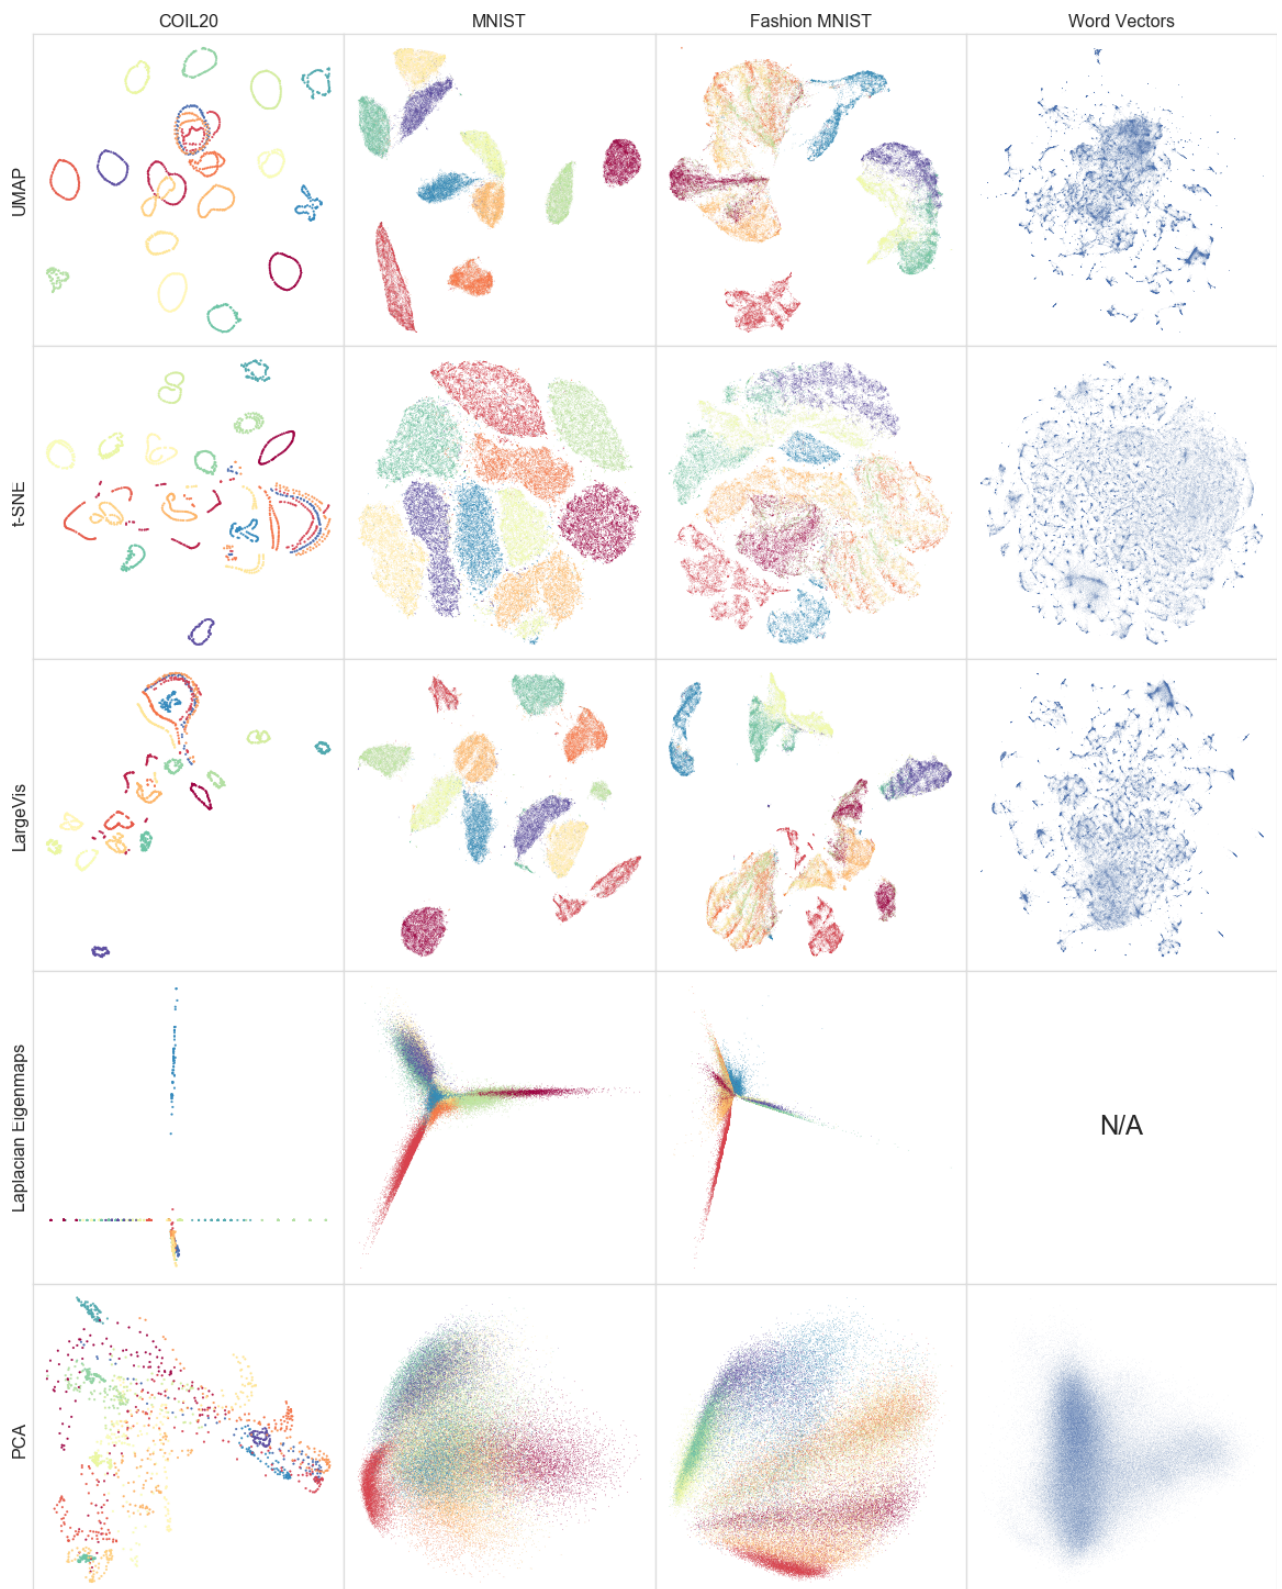 COIL20 MNIST Fashion MNIST Word Vectors
UMAP
t-SNE
LargeVis
Laplacian Eigenmaps
N/A
PCA